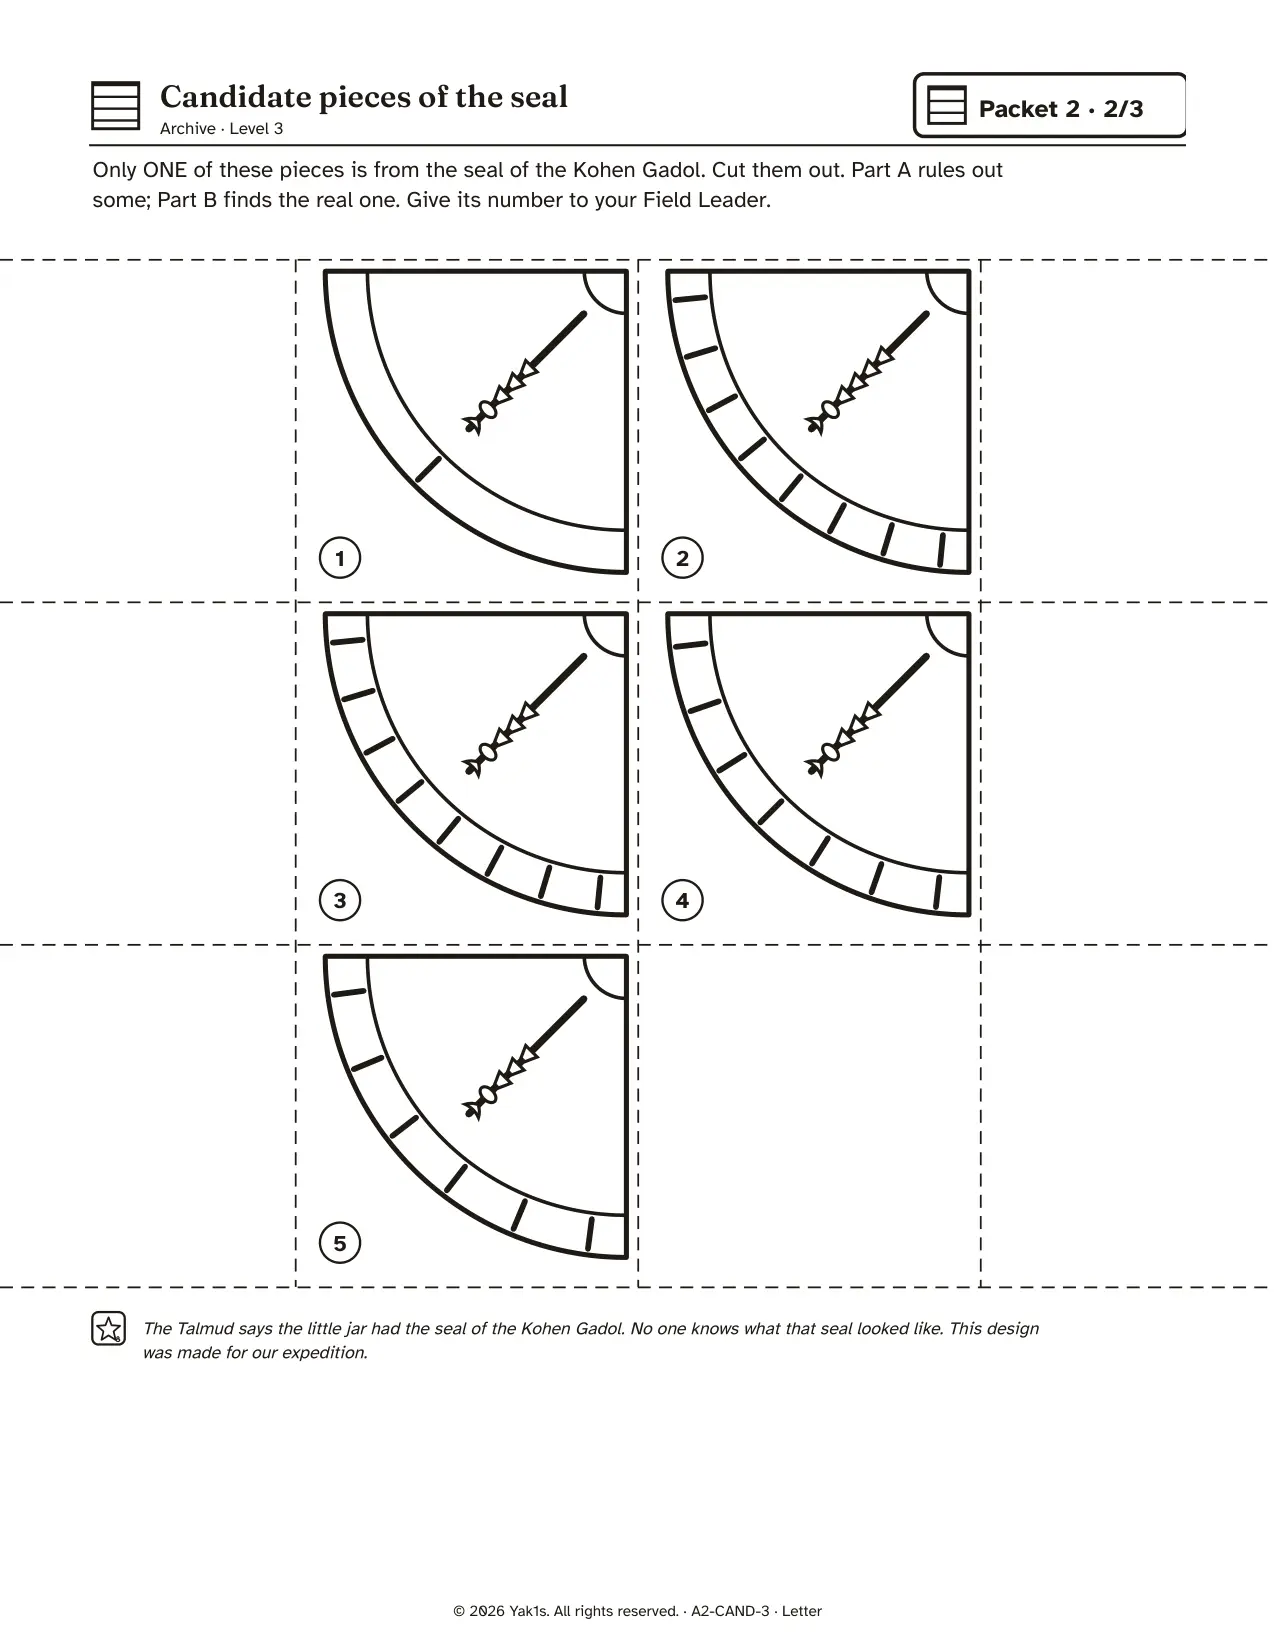 Candidate pieces of the seal
Archive · Level 3
Packet 2 · 2/3
Only ONE of these pieces is from the seal of the Kohen Gadol. Cut them out. Part A rules out
some; Part B finds the real one. Give its number to your Field Leader.
1
2
3
4
5
The Talmud says the little jar had the seal of the Kohen Gadol. No one knows what that seal looked like. This design
was made for our expedition.
© 2026 Yak1s. All rights reserved. · A2-CAND-3 · Letter